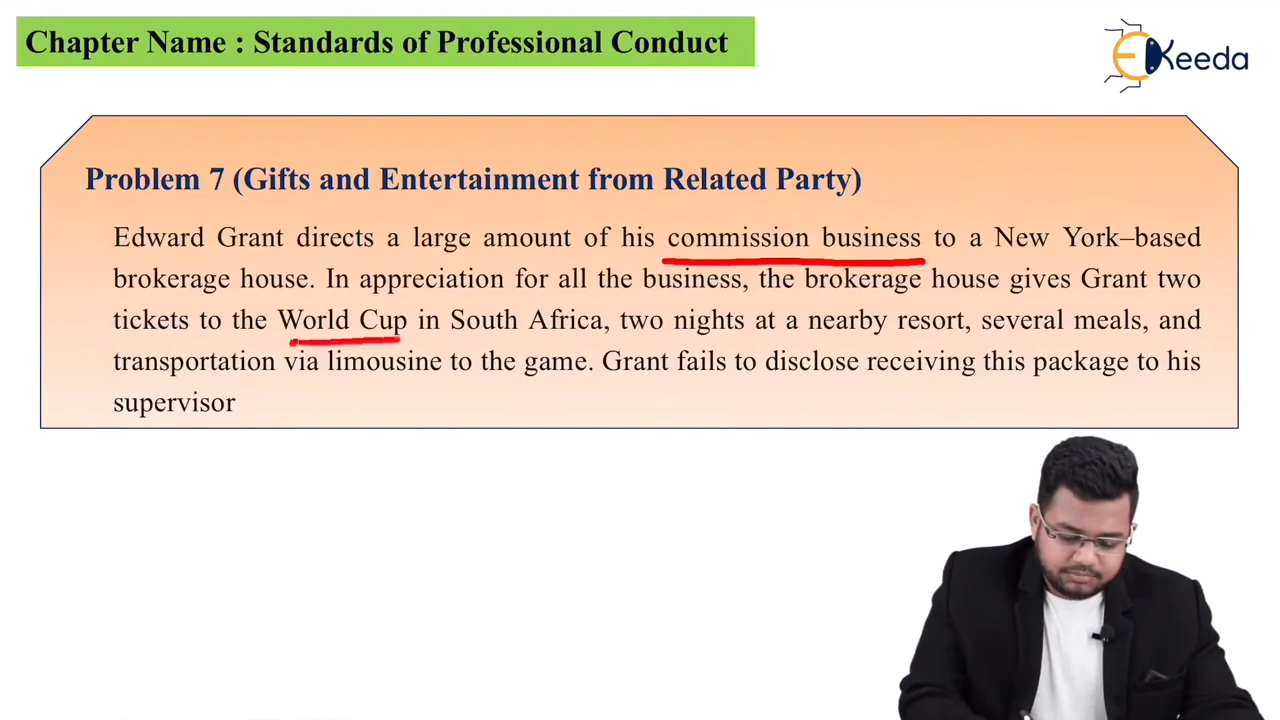 Chapter Name : Standards of Professional Conduct
EKeeda
Problem 7 (Gifts and Entertainment from Related Party)
Edward Grant directs a large amount of his commission business to a New York–based
brokerage house. In appreciation for all the business, the brokerage house gives Grant two
tickets to the World Cup in South Africa, two nights at a nearby resort, several meals, and
transportation via limousine to the game. Grant fails to disclose receiving this package to his
supervisor